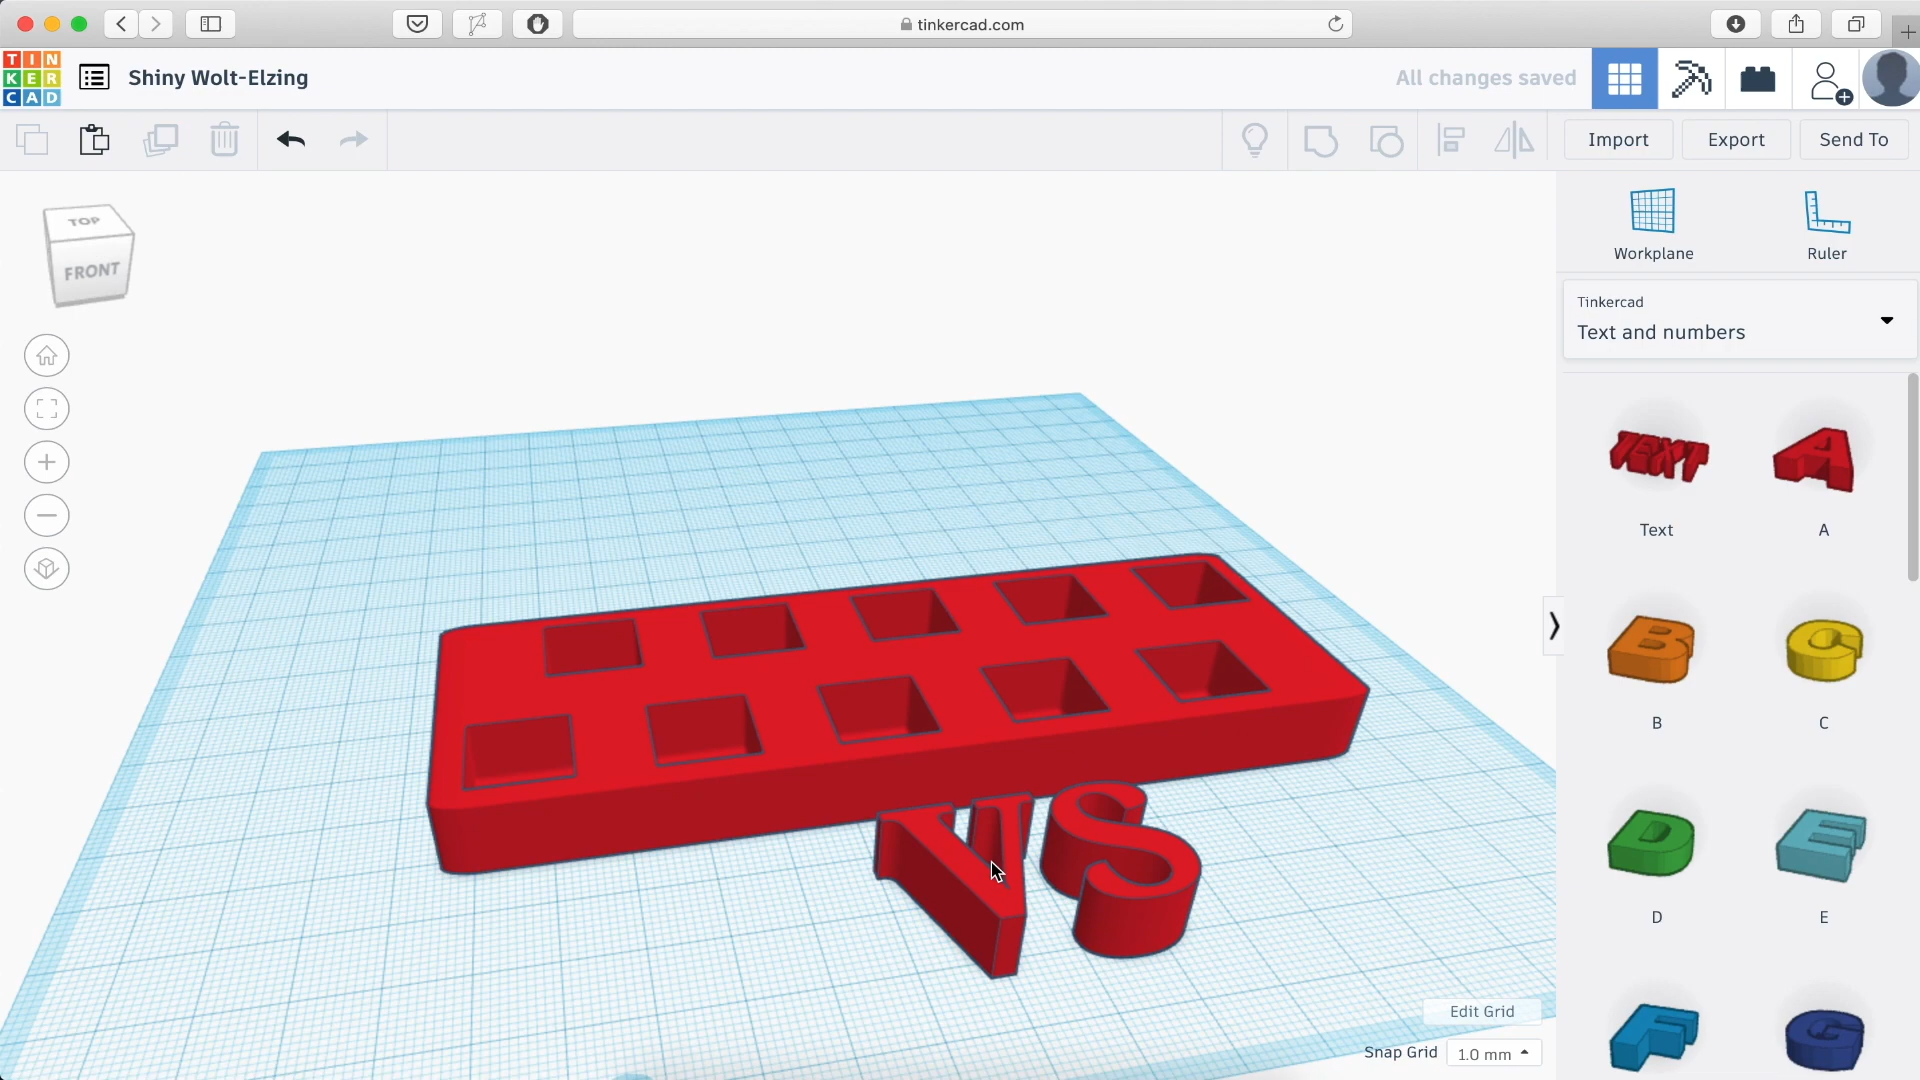 tinkercad.com
TIN
KER
CAD
Shiny Wolt-Elzing
All changes saved
Import
Export
Send To
TOP
FRONT
Workplane
Ruler
Tinkercad
Text and numbers
TEXT
A
Text
A
B
C
B
C
D
E
D
E
VS
F
G
Edit Grid
Snap Grid
1.0 mm